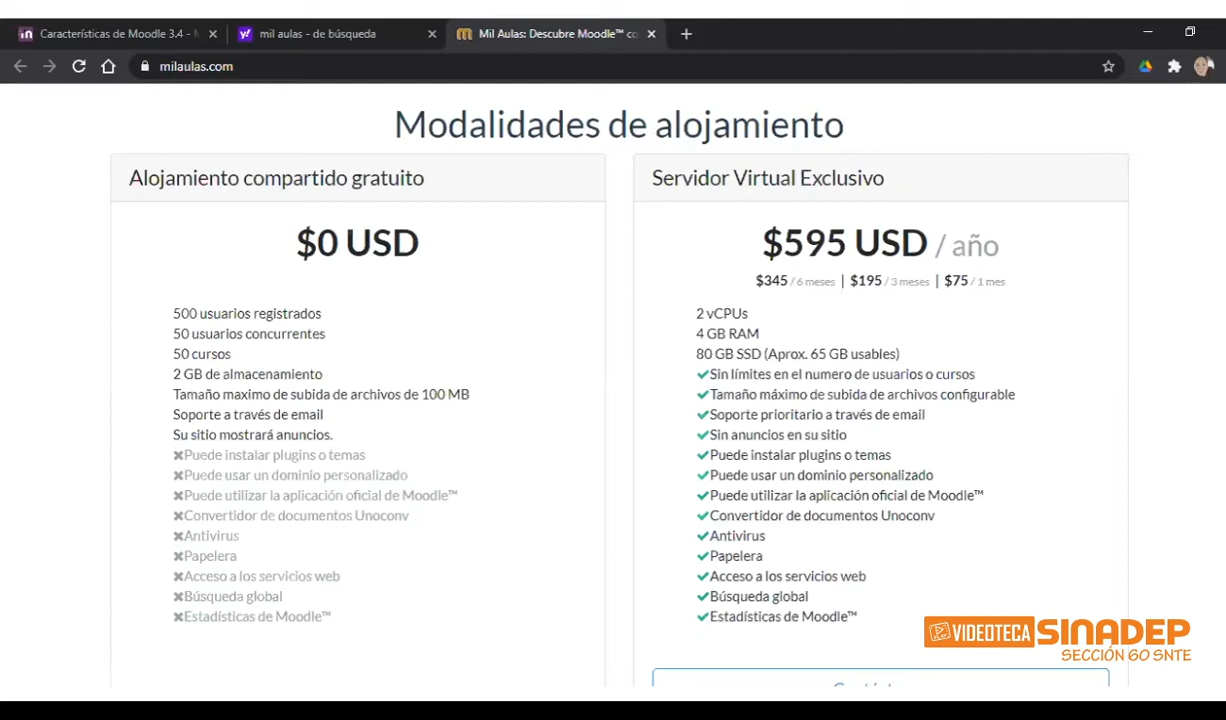 Características de Moodle 3.4 - M
mil aulas - de búsqueda
Mil Aulas: Descubre Moodle™ co
milaulas.com
Modalidades de alojamiento
Alojamiento compartido gratuito
$0 USD
500 usuarios registrados
50 usuarios concurrentes
50 cursos
2 GB de almacenamiento
Tamaño maximo de subida de archivos de 100 MB
Soporte a través de email
Su sitio mostrará anuncios.
Puede instalar plugins o temas
Puede usar un dominio personalizado
Puede utilizar la aplicación oficial de Moodle™
Convertidor de documentos Unoconv
Antivirus
Papelera
Acceso a los servicios web
Búsqueda global
Estadísticas de Moodle™
Servidor Virtual Exclusivo
$595 USD / año
$345 / 6 meses | $195 / 3 meses | $75 / 1 mes
2 vCPUs
4 GB RAM
80 GB SSD (Aprox. 65 GB usables)
Sin límites en el numero de usuarios o cursos
Tamaño máximo de subida de archivos configurable
Soporte prioritario a través de email
Sin anuncios en su sitio
Puede instalar plugins o temas
Puede usar un dominio personalizado
Puede utilizar la aplicación oficial de Moodle™
Convertidor de documentos Unoconv
Antivirus
Papelera
Acceso a los servicios web
Búsqueda global
Estadísticas de Moodle™
VIDEOTECA SINADEP
SECCIÓN 60 SNTE